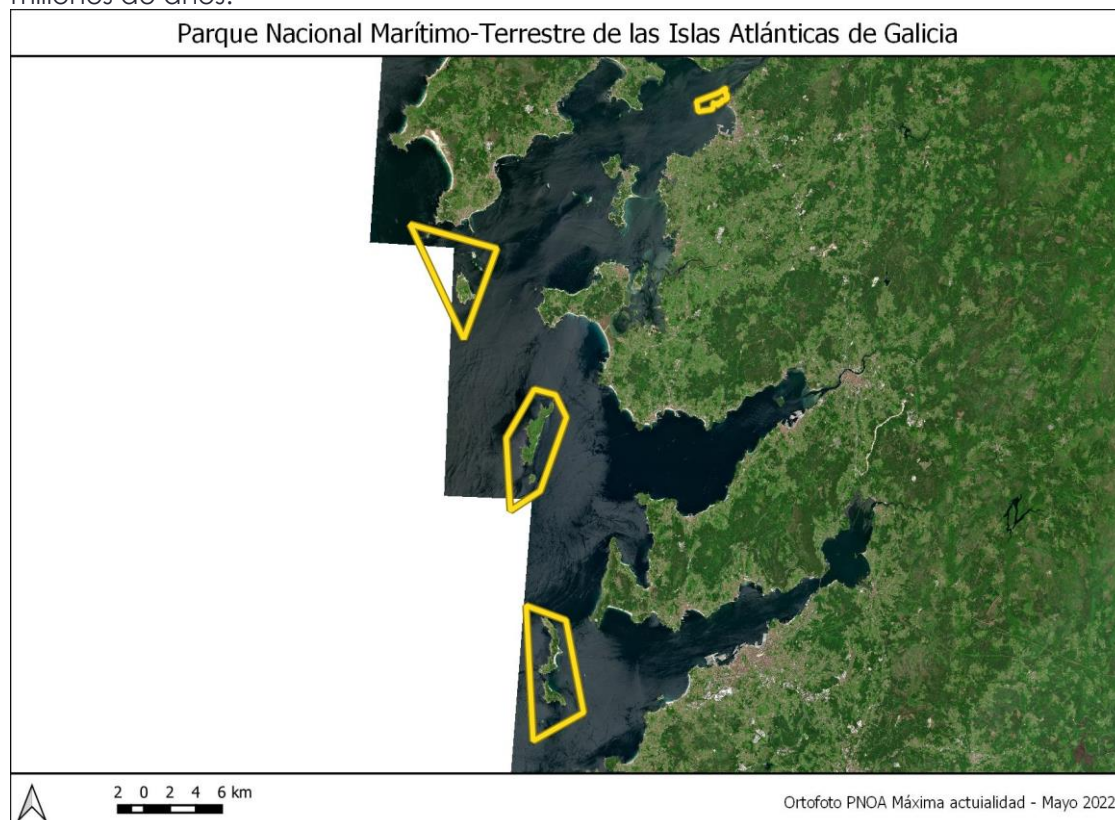 millones de años.
Parque Nacional Marítimo-Terrestre de las Islas Atlánticas de Galicia
2 0 2 4 6 km
Ortofoto PNOA Máxima actuialidad - Mayo 2022